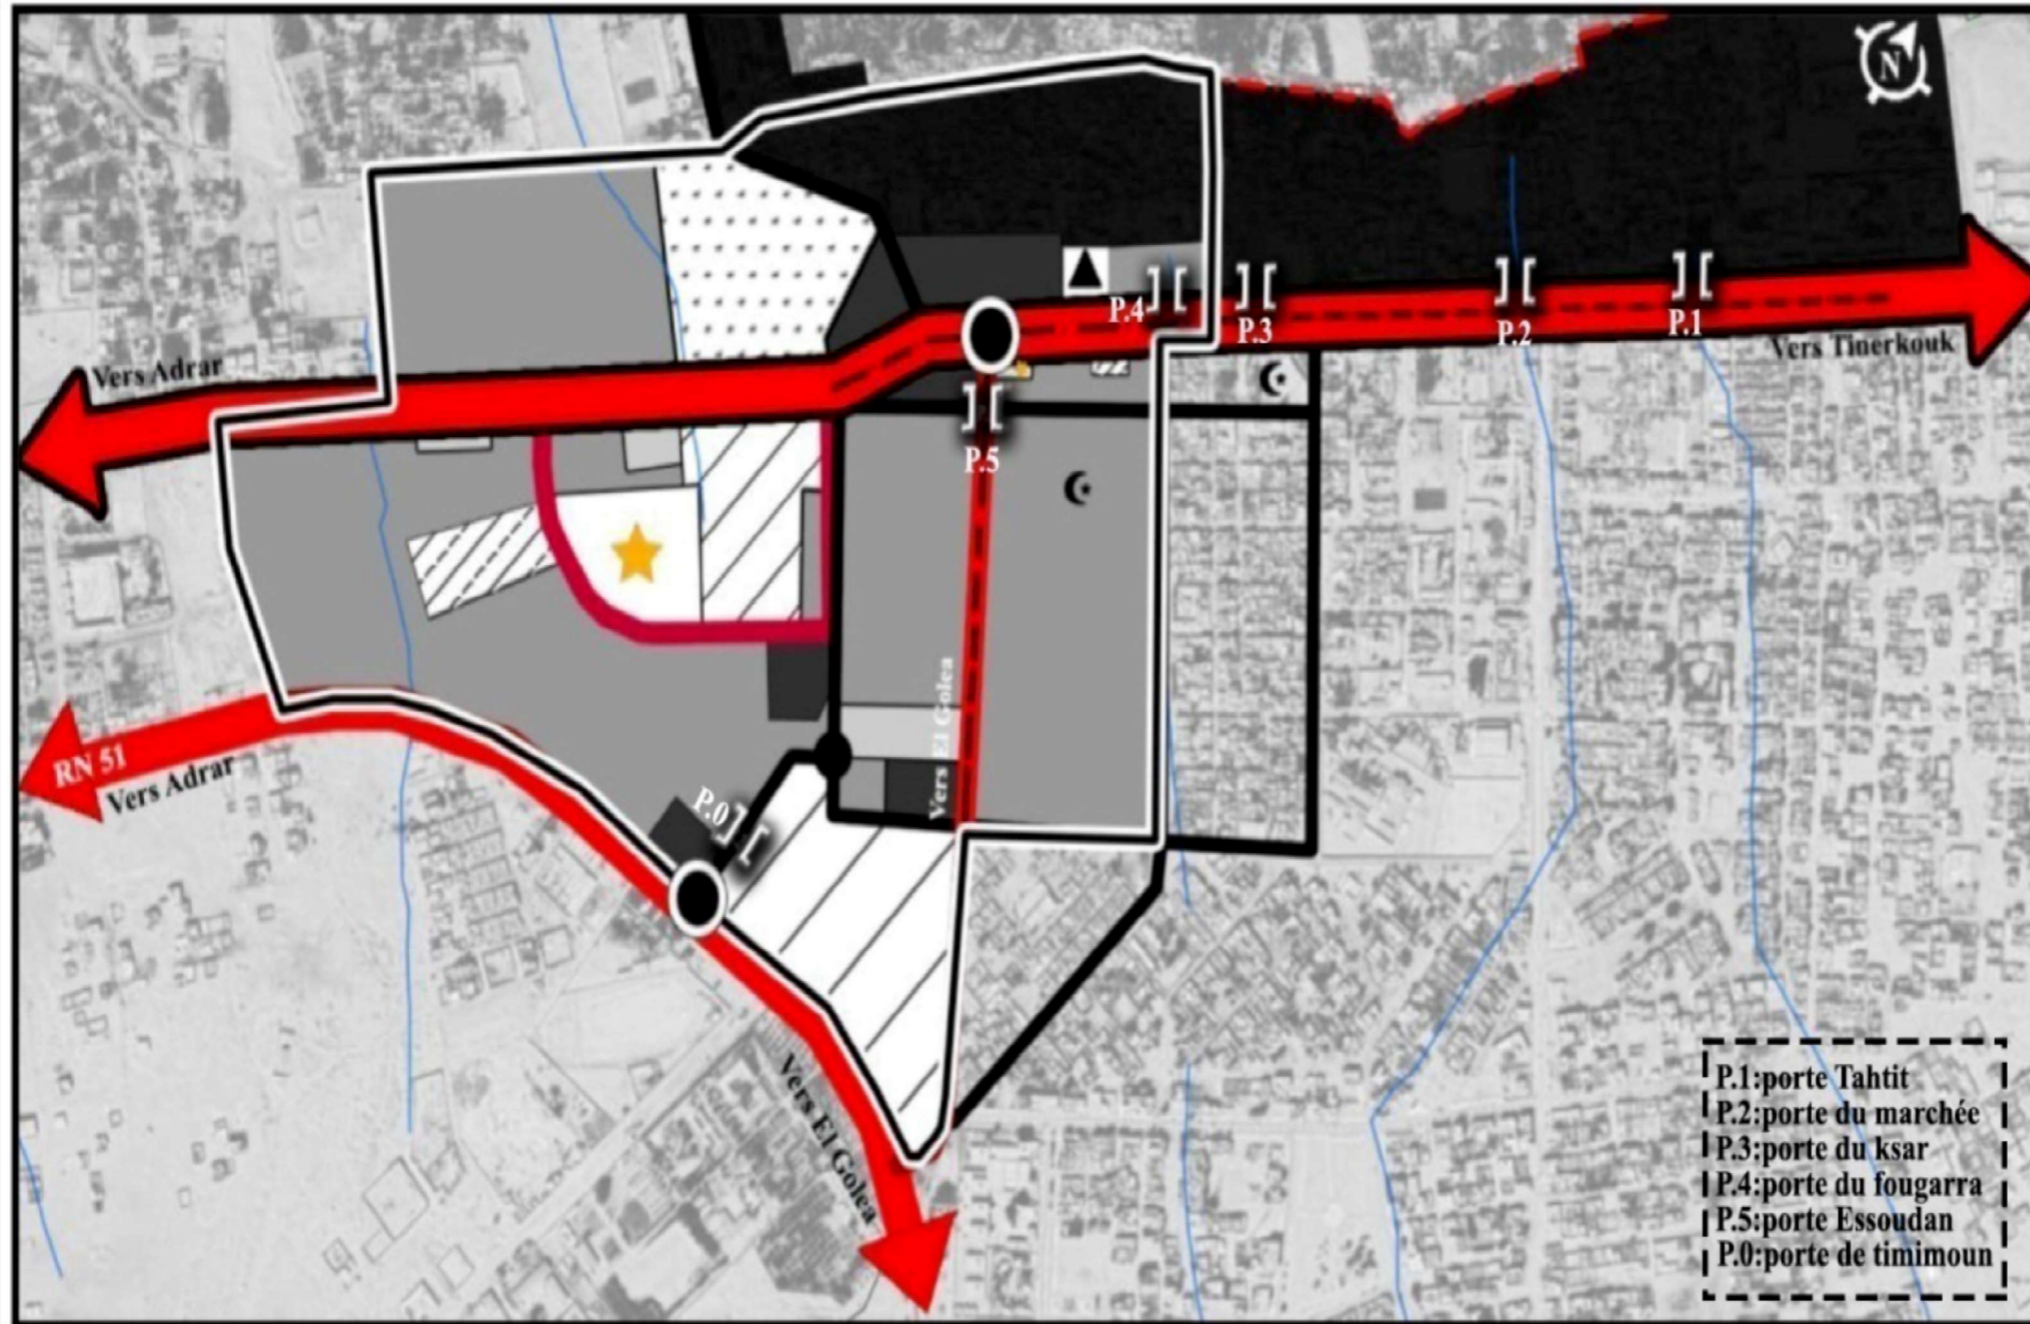 N
P.4
P.3
P.2
P.1
Vers Tinerkouk
Vers Adrar
P.5
Vers El Golea
RN 51
Vers Adrar
P.0
Vers El Golea
P.1:porte Tahtit
P.2:porte du marchée
P.3:porte du ksar
P.4:porte du fougarra
P.5:porte Essoudan
P.0:porte de timimoun